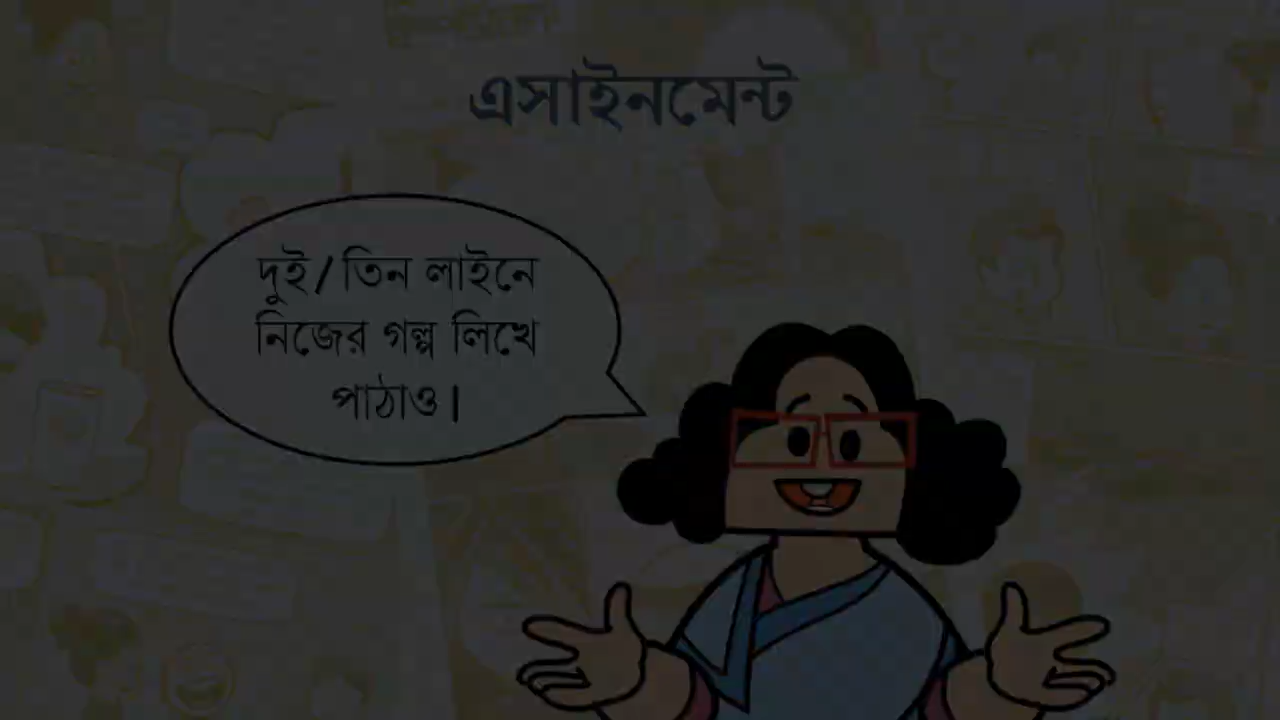 এসাইনমেন্ট
দুই/তিন লাইনে
নিজের গল্প লিখে
পাঠাও।